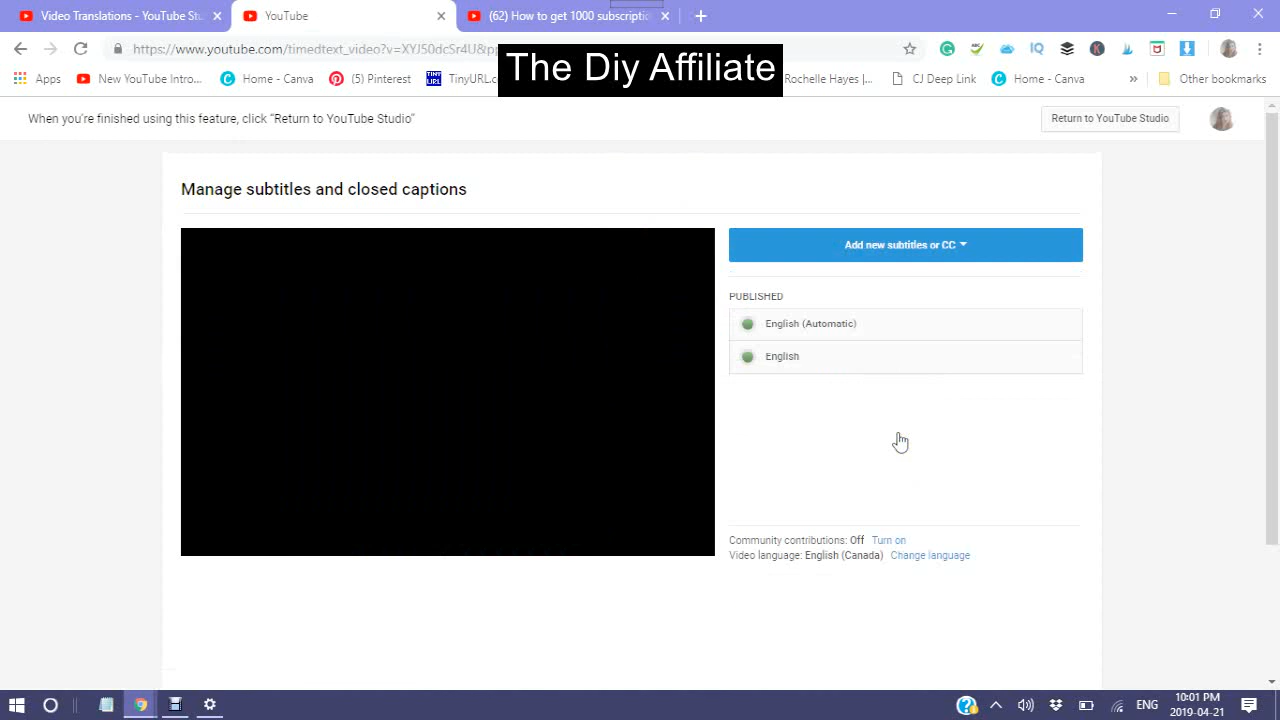 Video Translations - YouTube Stu
YouTube
(62) How to get 1000 subscriptio
https://www.youtube.com/timedtext_video?v=XYJ50dcSr4U&
The Diy Affiliate
Apps
New YouTube Intro...
Home - Canva
(5) Pinterest
TINY URL
TinyURL.c
Rochelle Hayes |...
CJ Deep Link
Home - Canva
»
Other bookmarks
When you're finished using this feature, click "Return to YouTube Studio"
Return to YouTube Studio
Manage subtitles and closed captions
Add new subtitles or CC
PUBLISHED
English (Automatic)
English
Community contributions: Off Turn on
Video language: English (Canada) Change language
ENG
10:01 PM
2019-04-21